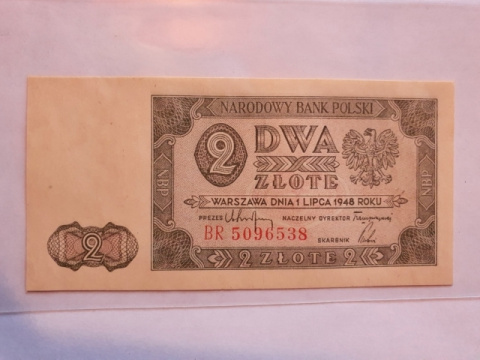 NARODOWY BANK POLSKI
2 DWA
ZŁOTE
NBP
NBP
WARSZAWA DNIA 1 LIPCA 1948 ROKU
PREZES NACZELNY DYREKTOR
BR 5096538
SKARBNIK
2
2 ZŁOTE 2